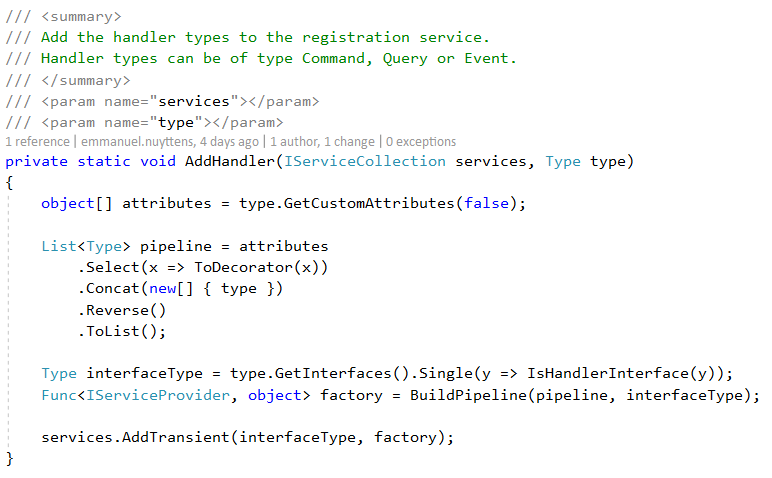 /// <summary>
/// Add the handler types to the registration service.
/// Handler types can be of type Command, Query or Event.
/// </summary>
/// <param name="services"></param>
/// <param name="type"></param>
1 reference | emmanuel.nuyttens, 4 days ago | 1 author, 1 change | 0 exceptions
private static void AddHandler(IServiceCollection services, Type type)
{
    object[] attributes = type.GetCustomAttributes(false);

    List<Type> pipeline = attributes
        .Select(x => ToDecorator(x))
        .Concat(new[] { type })
        .Reverse()
        .ToList();

    Type interfaceType = type.GetInterfaces().Single(y => IsHandlerInterface(y));
    Func<IServiceProvider, object> factory = BuildPipeline(pipeline, interfaceType);

    services.AddTransient(interfaceType, factory);
}